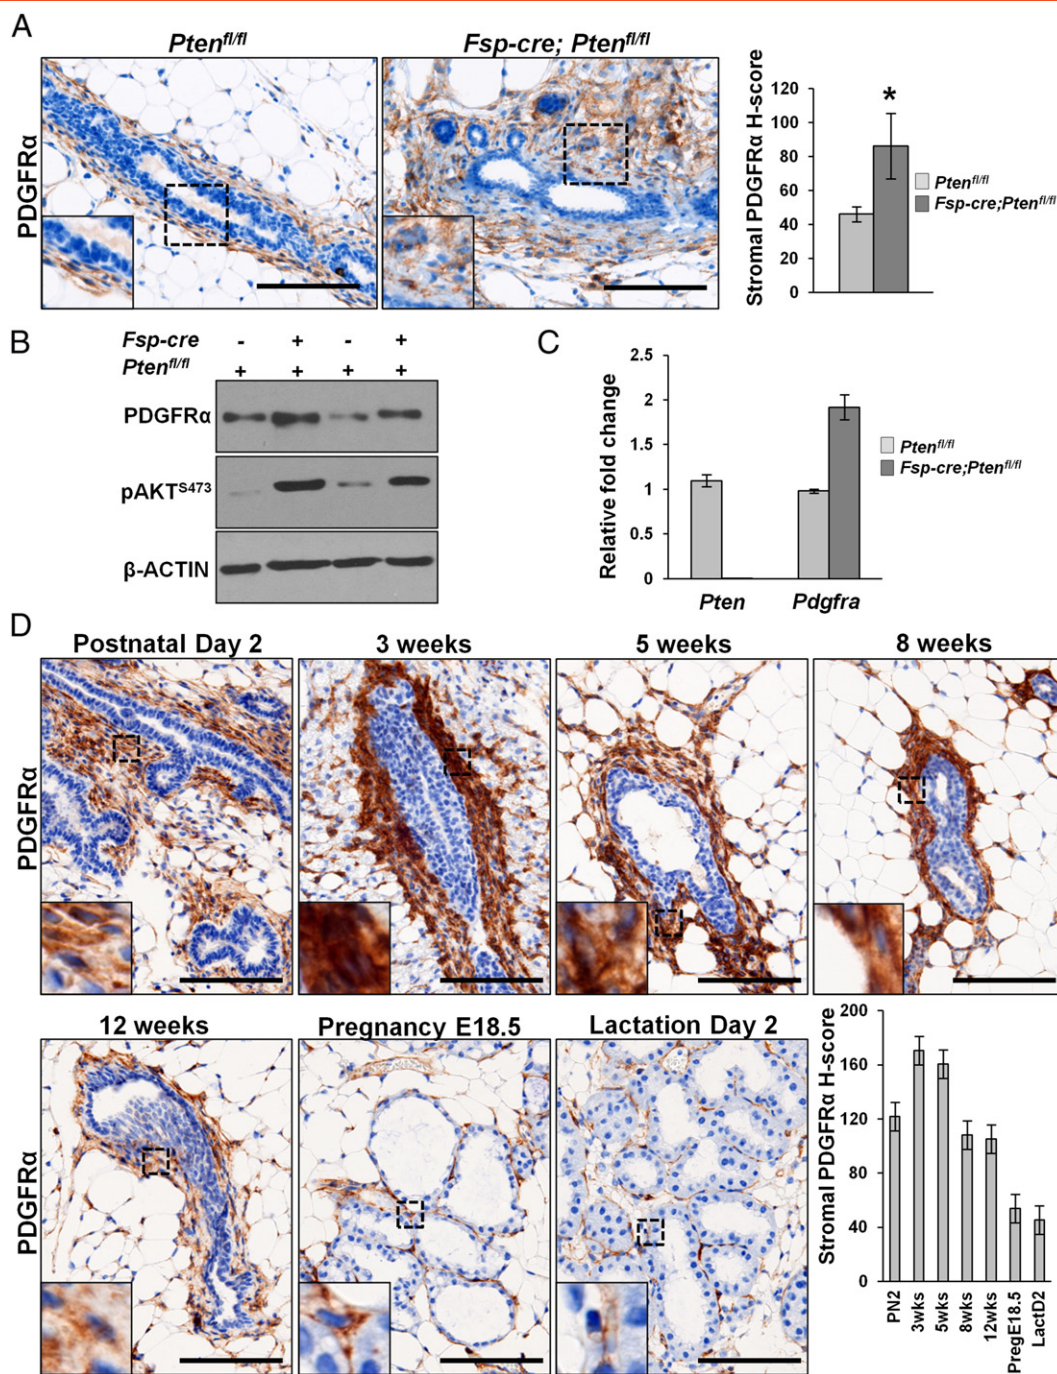 A
Pten^fl/fl
Fsp-cre; Pten^fl/fl
PDGFRα
Stromal PDGFRα H-score
120
100
80
60
40
20
0
*
Pten^fl/fl
Fsp-cre;Pten^fl/fl
B
Fsp-cre - + - +
Pten^fl/fl + + + +
PDGFRα
pAKT^S473
β-ACTIN
C
Relative fold change
2.5
2
1.5
1
0.5
0
Pten Pdgfra
Pten^fl/fl
Fsp-cre;Pten^fl/fl
D
Postnatal Day 2
3 weeks
5 weeks
8 weeks
PDGFRα
12 weeks
Pregnancy E18.5
Lactation Day 2
PDGFRα
Stromal PDGFRα H-score
200
160
120
80
40
0
PN2
3wks
5wks
8wks
12wks
PregE18.5
LactD2